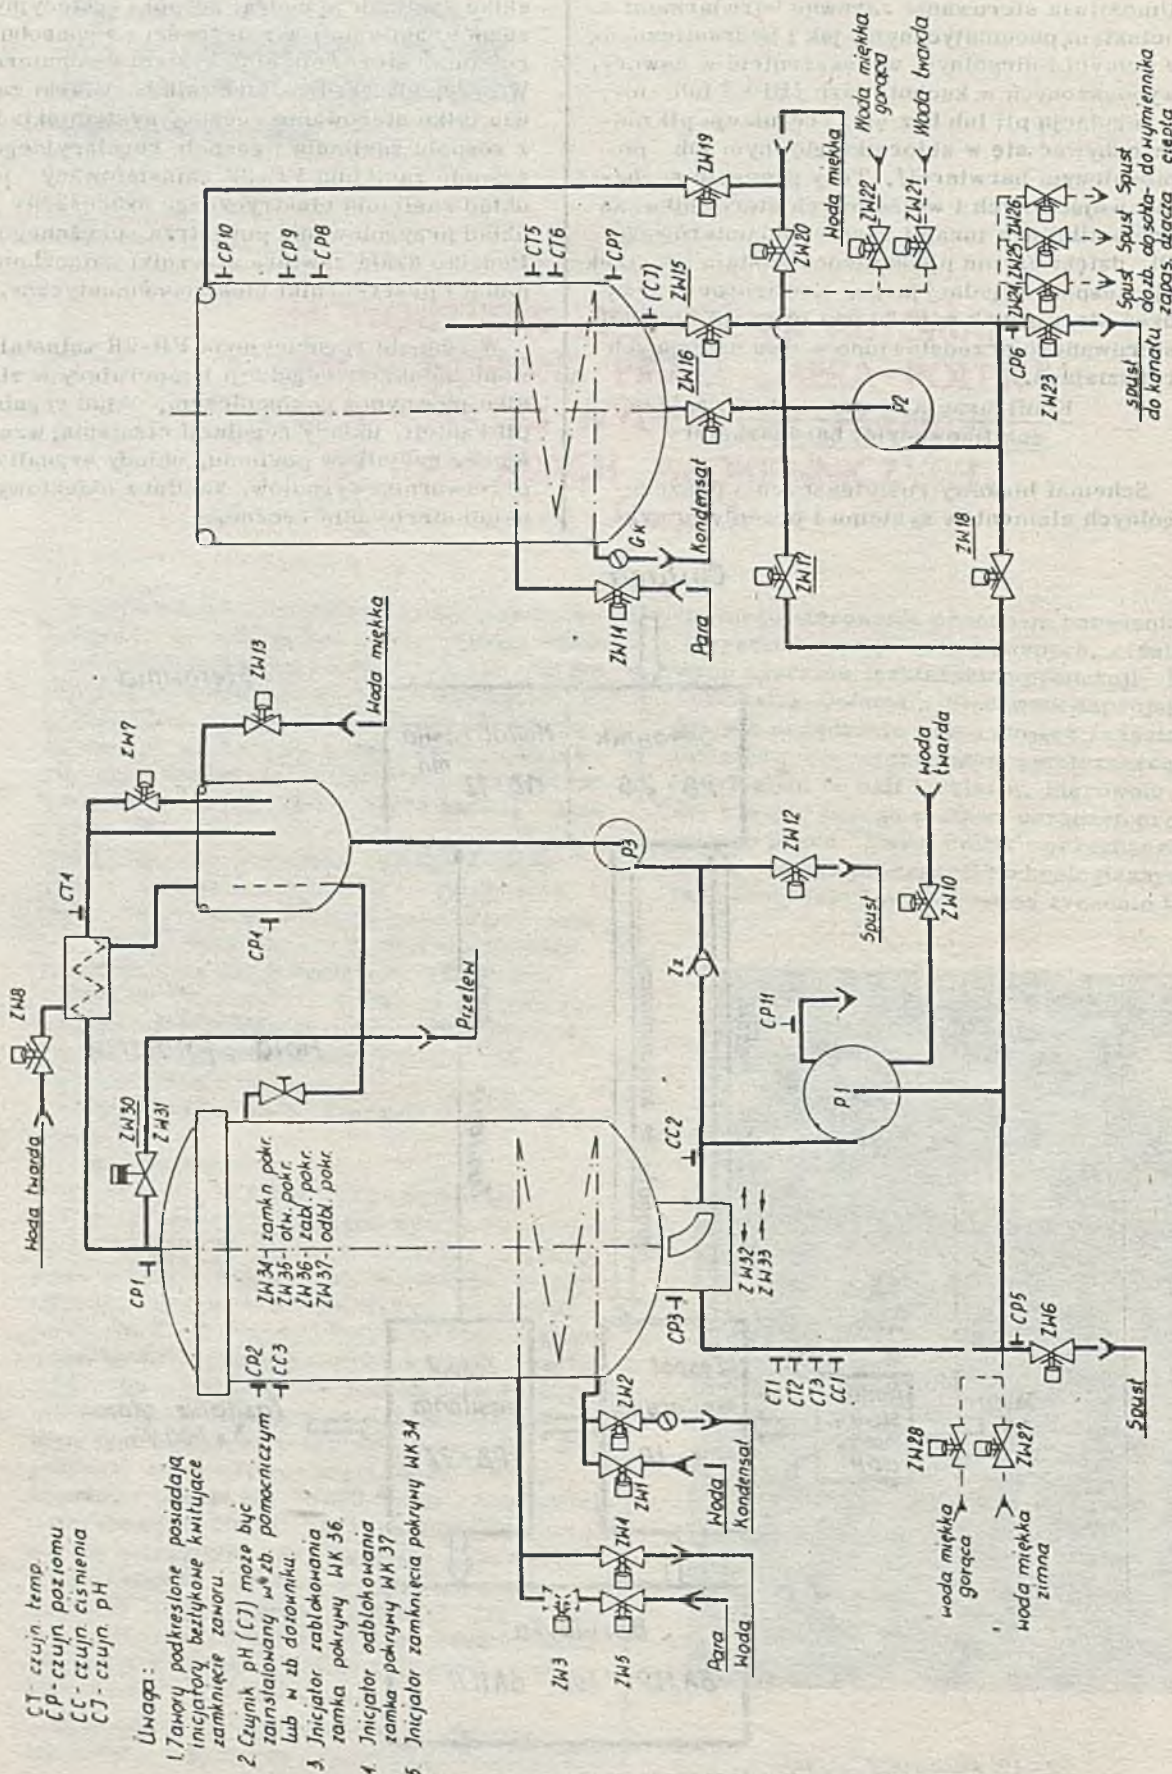 CT - czujn. temp.
CP - czujn. poziomu
CC - czujn. ciśnienia
CJ - czujn. pH
Uwaga:
1. Zawory podkreślone posiadają
inicjatory beztykowe kwitujące
zamknięcie zaworu.
2. Czujnik pH (CJ) może być
zainstalowany w zb. pomocniczym
lub w zb dozowniku.
3. Jnicjator zablokowania
zamka pokrywy WK 36.
4. Jnicjator odblokowania
zamka pokrywy WK 37
5. Jnicjator zamknięcia pokrywy WK 34
Woda twarda
ZW8
CT4
ZW7
ZW13
Woda miękka
CP4
ZW30
ZW31
Przelew
CP1
ZW34 - zamkn pokr.
ZW35 - otw. pokr.
ZW36 - zabl. pokr.
ZW37 - odbl. pokr.
CP2
CC3
ZW3
ZW5
ZW4
Para
Woda
ZW1
ZW2
Woda
Kondensat
CP3
ZW32
ZW33
CT1
CT2
CT3
CC1
CC2
Zz
P3
ZW12
Spust
CP11
P1
ZW10
woda
twarda
ZW28
ZW27
woda miękka
gorąca
woda miękka
zimna
CP5
ZW6
Spust
CP10
CP9
CP8
CT5
CT6
CP7
(CJ)
Gk
Kondensat
ZW14
Para
ZW19
ZW15
ZW16
ZW17
ZW18
P2
ZW20
Woda miękka
ZW22
Woda miękka
gorąca
ZW21
Woda twarda
CP6
ZW23
ZW24
ZW25
ZW26
Spust
do kanału
Spust
do zb.
zapas.
Spust
do płucz-
Spust
do wymiennika
ciepła